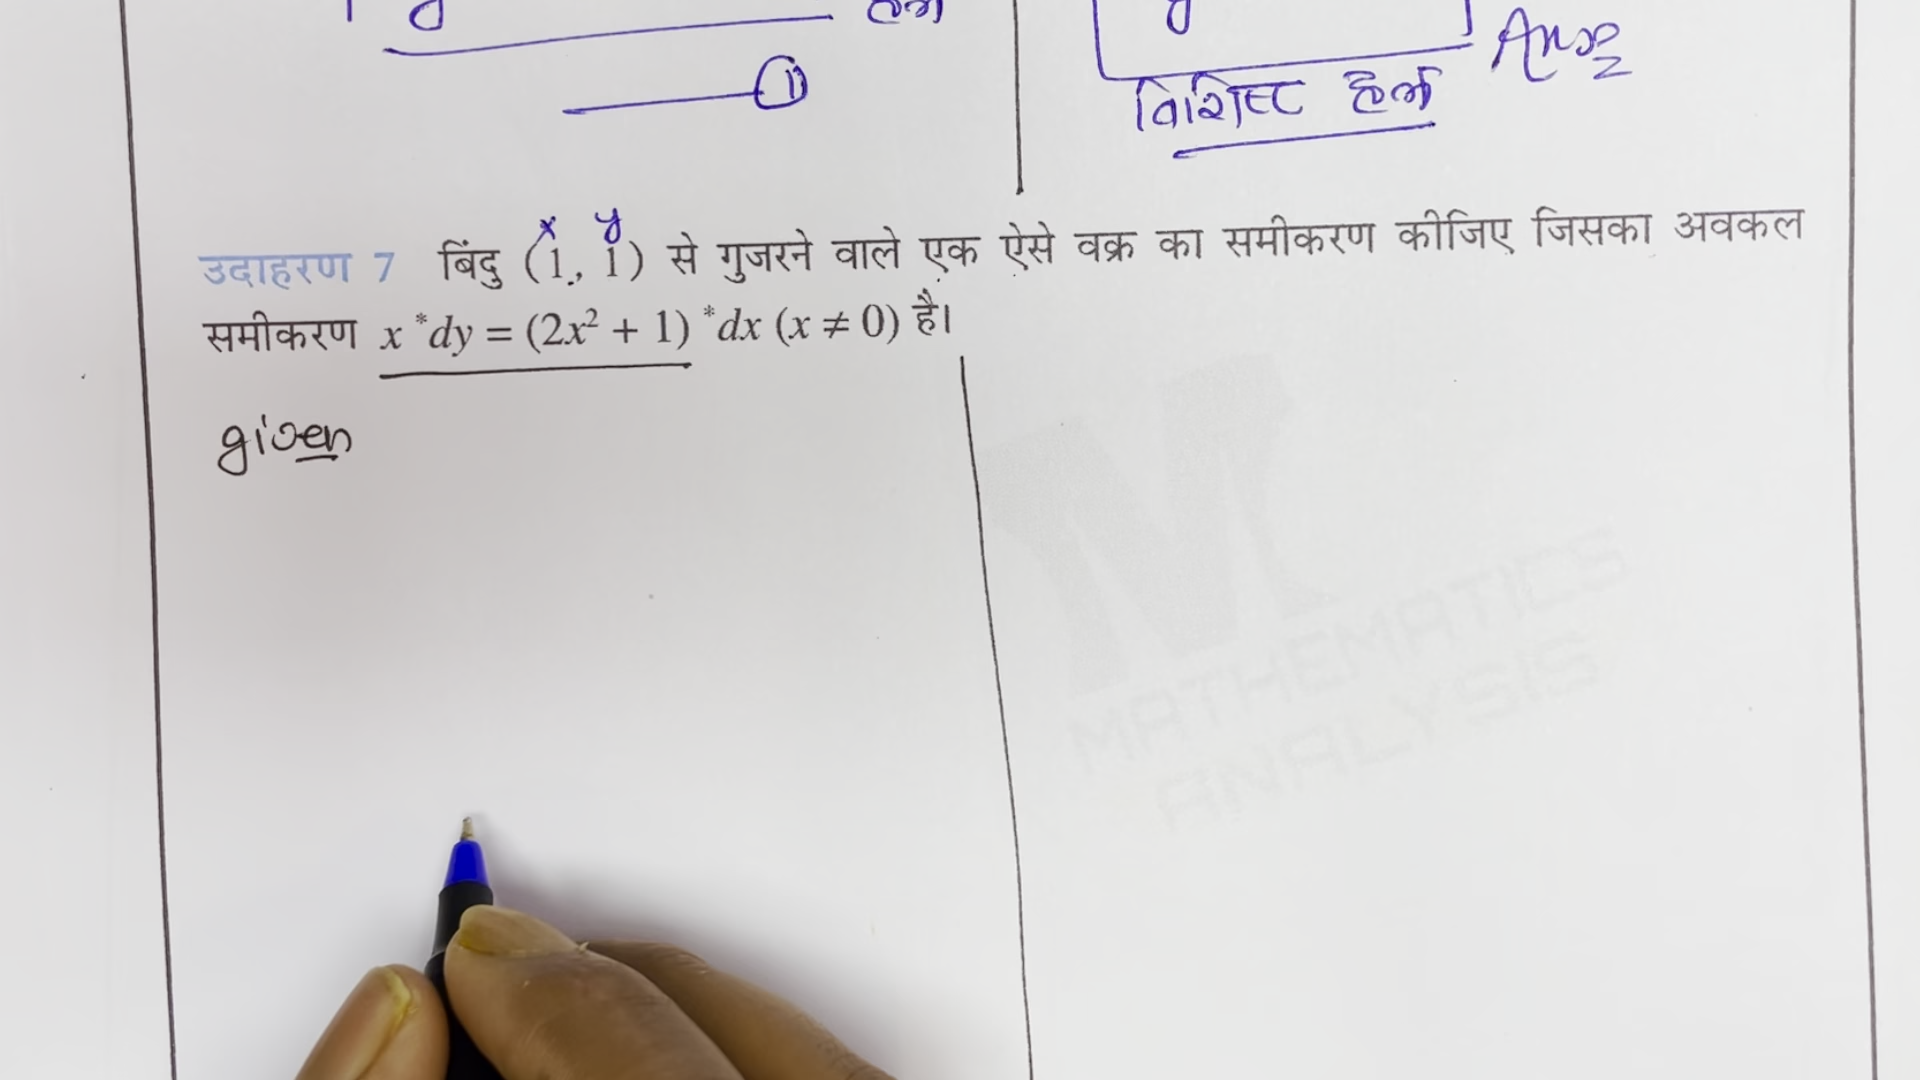 ①
Ans
विशिष्ट हल
x y
उदाहरण 7 बिंदु (1, 1) से गुजरने वाले एक ऐसे वक्र का समीकरण कीजिए जिसका अवकल
समीकरण x *dy = (2x² + 1) *dx (x ≠ 0) है।
given
MATHEMATICS
ANALYSIS